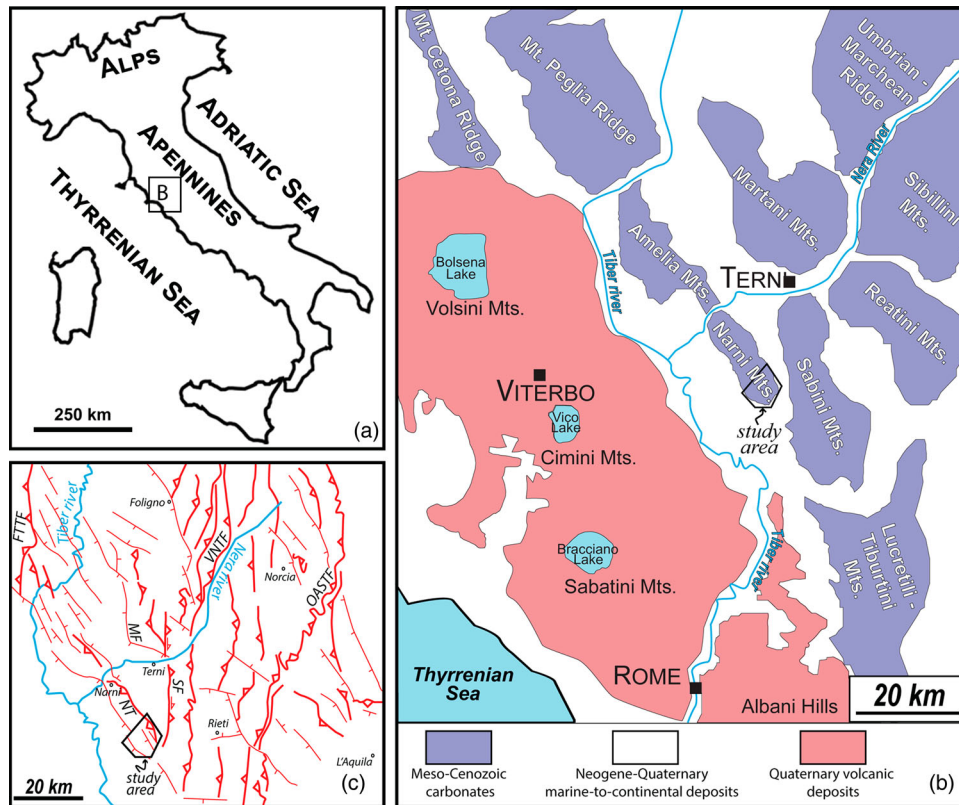 ALPS
ADRIATIC SEA
APENNINES
B
THYRRENIAN SEA
250 km
(a)
Mt. Cetona Ridge
Mt. Peglia Ridge
Umbrian -
Marchean
Ridge
Nera River
Martani Mts.
Sibillini
Mts.
Amelia Mts.
Tiber river
TERNI
Reatini Mts.
Bolsena
Lake
Volsini Mts.
Narni Mts.
Sabini Mts.
VITERBO
Vico
Lake
Cimini Mts.
study
area
Bracciano
Lake
Sabatini Mts.
Tiber river
Lucretili -
Tiburtini
Mts.
Thyrrenian
Sea
ROME
Albani Hills
20 km
Meso-Cenozoic
carbonates
Neogene-Quaternary
marine-to-continental deposits
Quaternary volcanic
deposits
(b)
FTTF
Tiber river
Foligno
VNTF
Nera river
Norcia
OASTF
MF
Terni
Narni
NT
SF
Rieti
L'Aquila
study
area
20 km
(c)